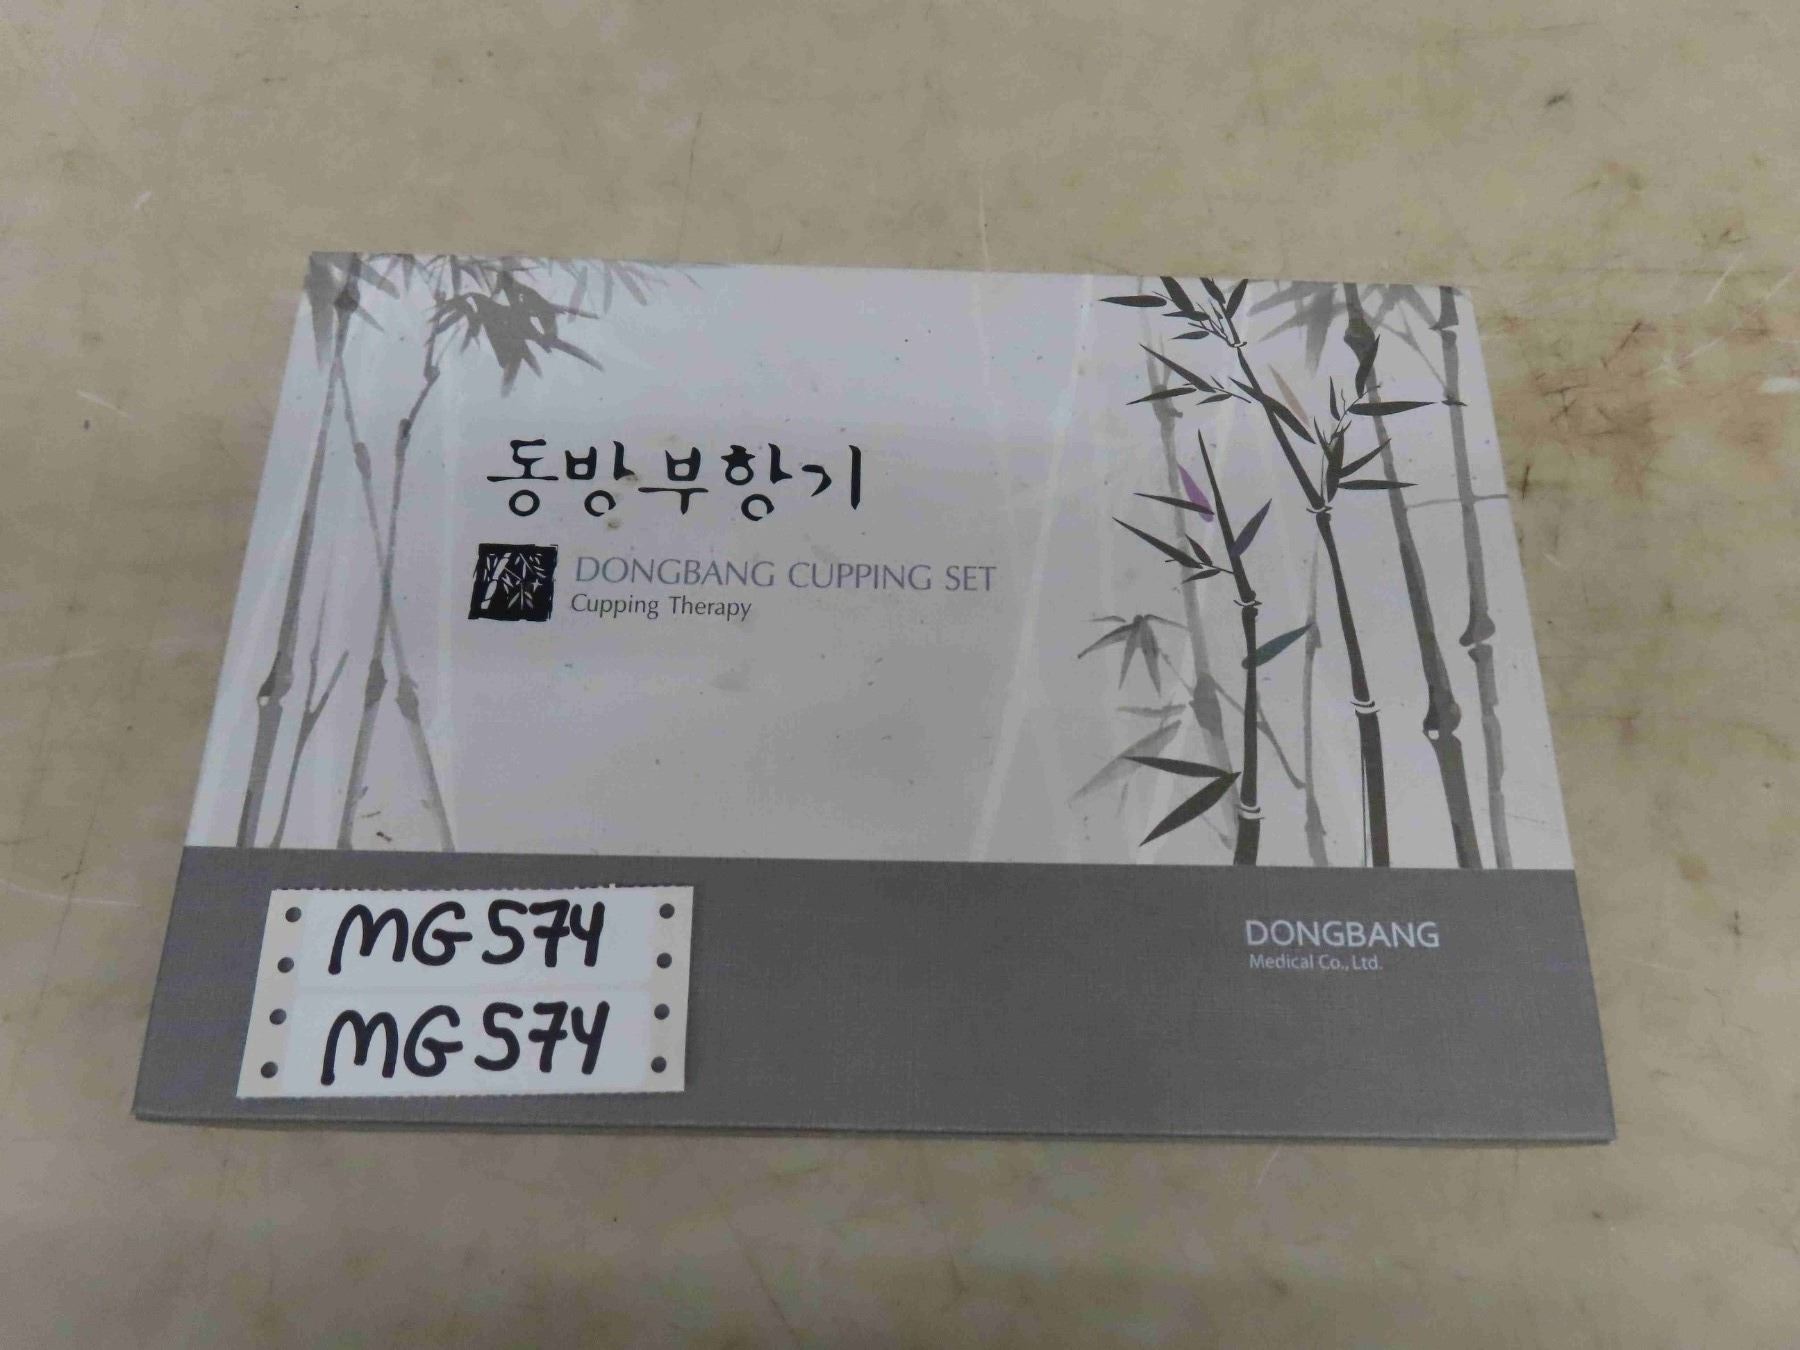 동방부항기
DONGBANG CUPPING SET
Cupping Therapy
MG574
MG574
DONGBANG
Medical Co., Ltd.